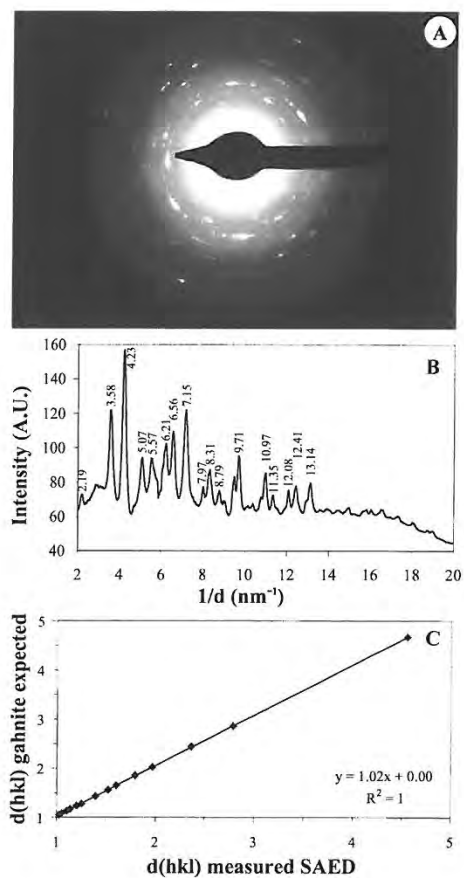 A
160
140
120
100
80
60
40
Intensity (A.U.)
B
2.19
3.58
4.23
5.07
5.57
6.21
6.56
7.15
7.97
8.31
8.79
9.71
10.97
11.35
12.08
12.41
13.14
2 4 6 8 10 12 14 16 18 20
1/d (nm⁻¹)
5
4
3
2
1
d(hkl) gahnite expected
C
y = 1.02x + 0.00
R² = 1
1 2 3 4 5
d(hkl) measured SAED